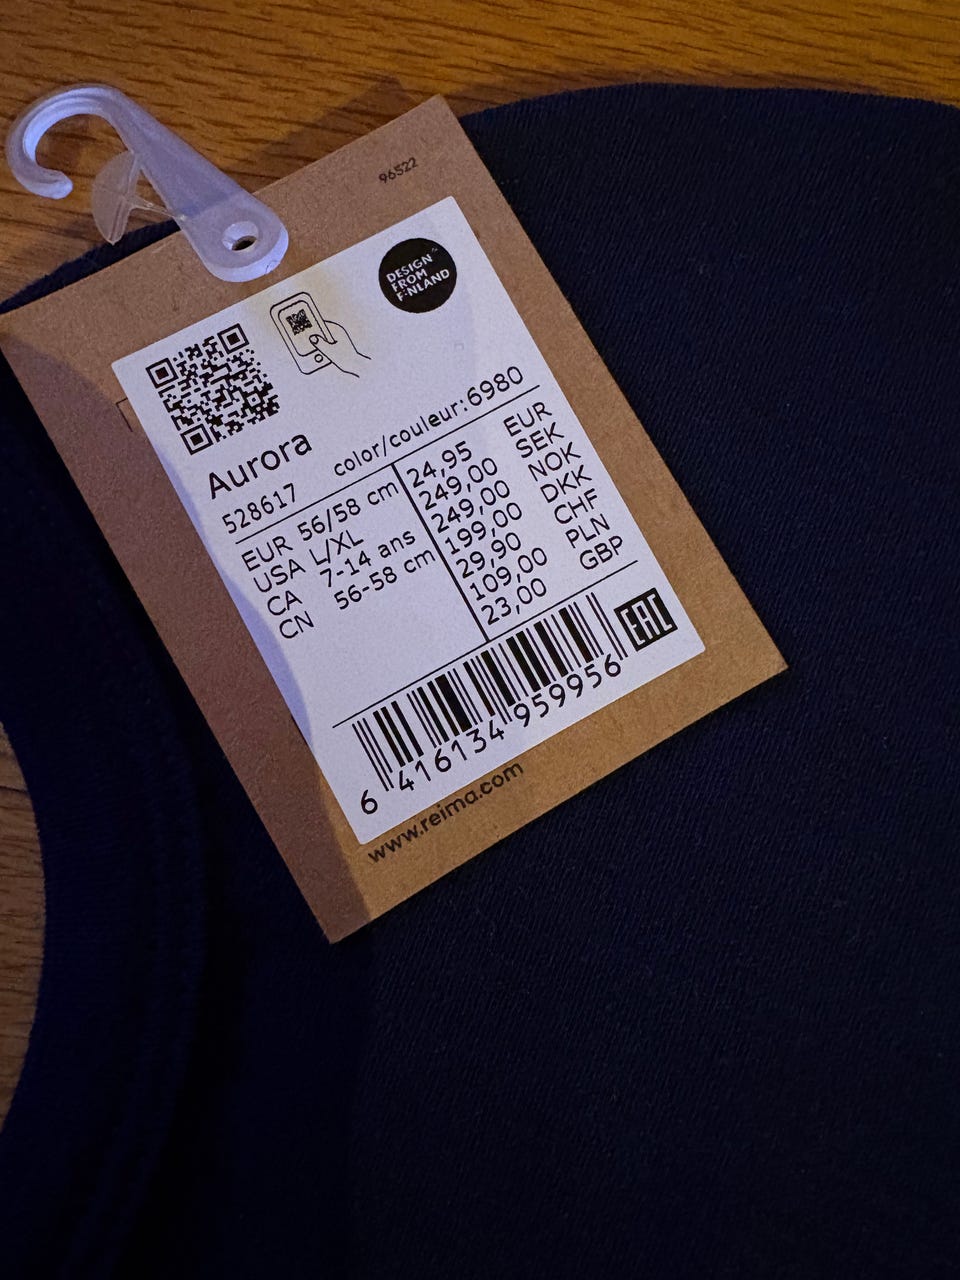 96522
DESIGN
FROM
FINLAND
Aurora
528617 color/couleur:6980
EUR 56/58 cm
USA L/XL
CA 7-14 ans
CN 56-58 cm
24,95 EUR
249,00 SEK
249,00 NOK
199,00 DKK
29,90 CHF
109,00 PLN
23,00 GBP
EAC
6 416134 959956
www.reima.com